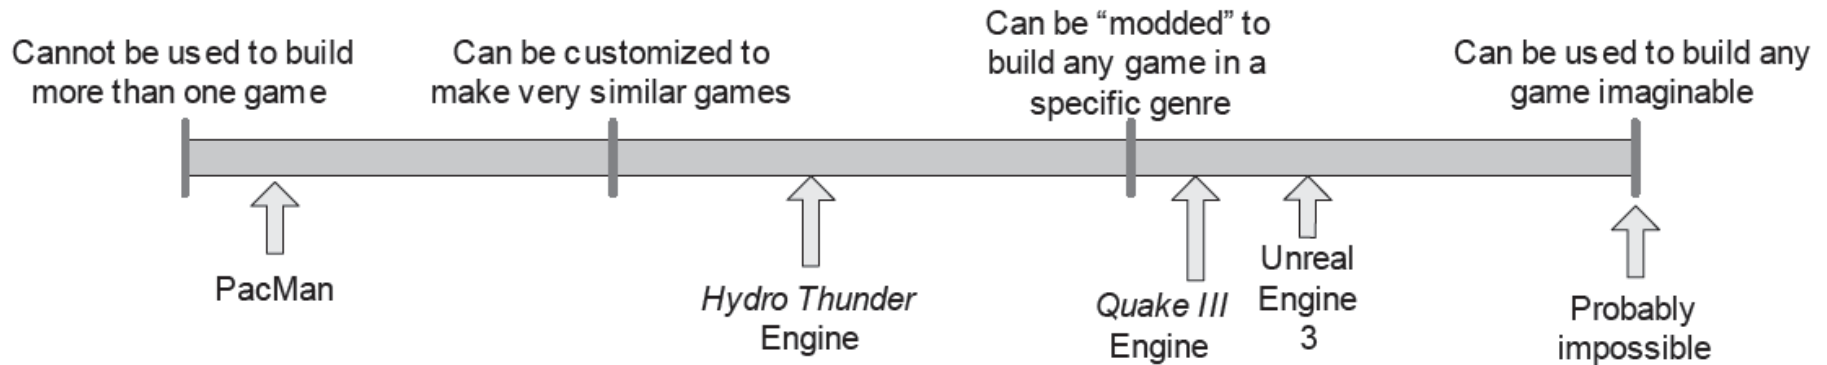 Cannot be used to build
more than one game
Can be customized to
make very similar games
Can be “modded” to
build any game in a
specific genre
Can be used to build any
game imaginable
PacMan
Hydro Thunder
Engine
Quake III
Engine
Unreal
Engine
3
Probably
impossible